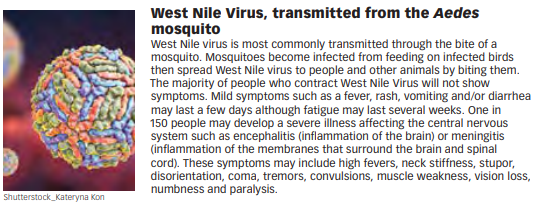 West Nile Virus, transmitted from the Aedes
mosquito
West Nile virus is most commonly transmitted through the bite of a
mosquito. Mosquitoes become infected from feeding on infected birds
then spread West Nile virus to people and other animals by biting them.
The majority of people who contract West Nile Virus will not show
symptoms. Mild symptoms such as a fever, rash, vomiting and/or diarrhea
may last a few days although fatigue may last several weeks. One in
150 people may develop a severe illness affecting the central nervous
system such as encephalitis (inflammation of the brain) or meningitis
(inflammation of the membranes that surround the brain and spinal
cord). These symptoms may include high fevers, neck stiffness, stupor,
disorientation, coma, tremors, convulsions, muscle weakness, vision loss,
numbness and paralysis.
Shutterstock_Kateryna Kon